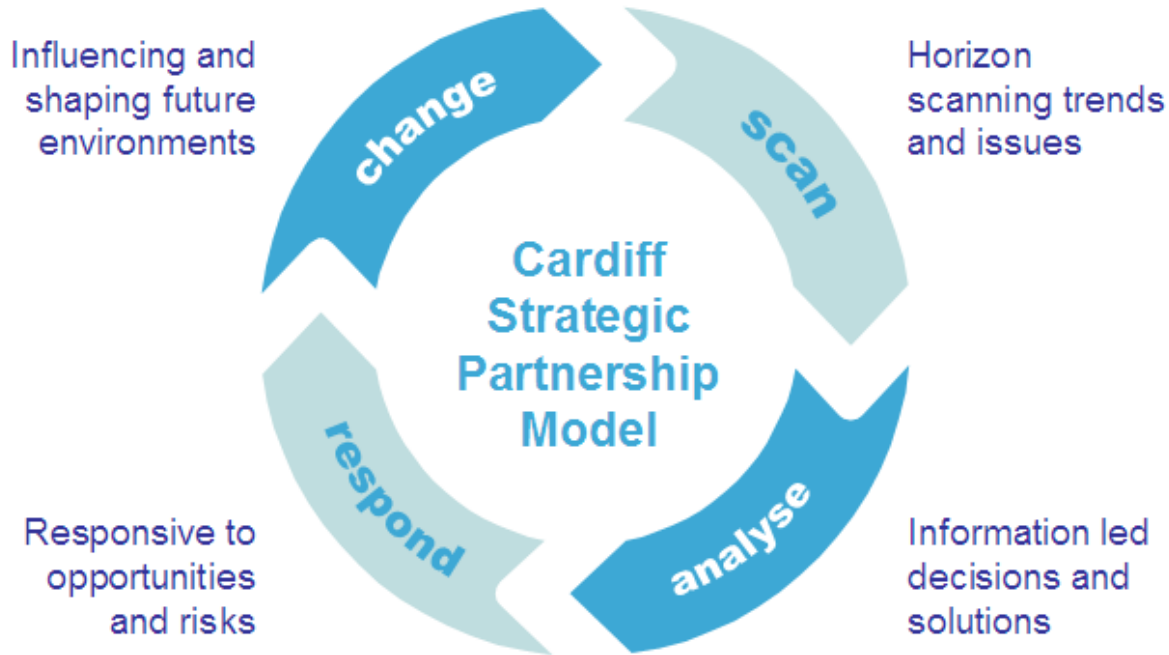 Influencing and
shaping future
environments
change
scan
Horizon
scanning trends
and issues
Cardiff
Strategic
Partnership
Model
respond
analyse
Responsive to
opportunities
and risks
Information led
decisions and
solutions